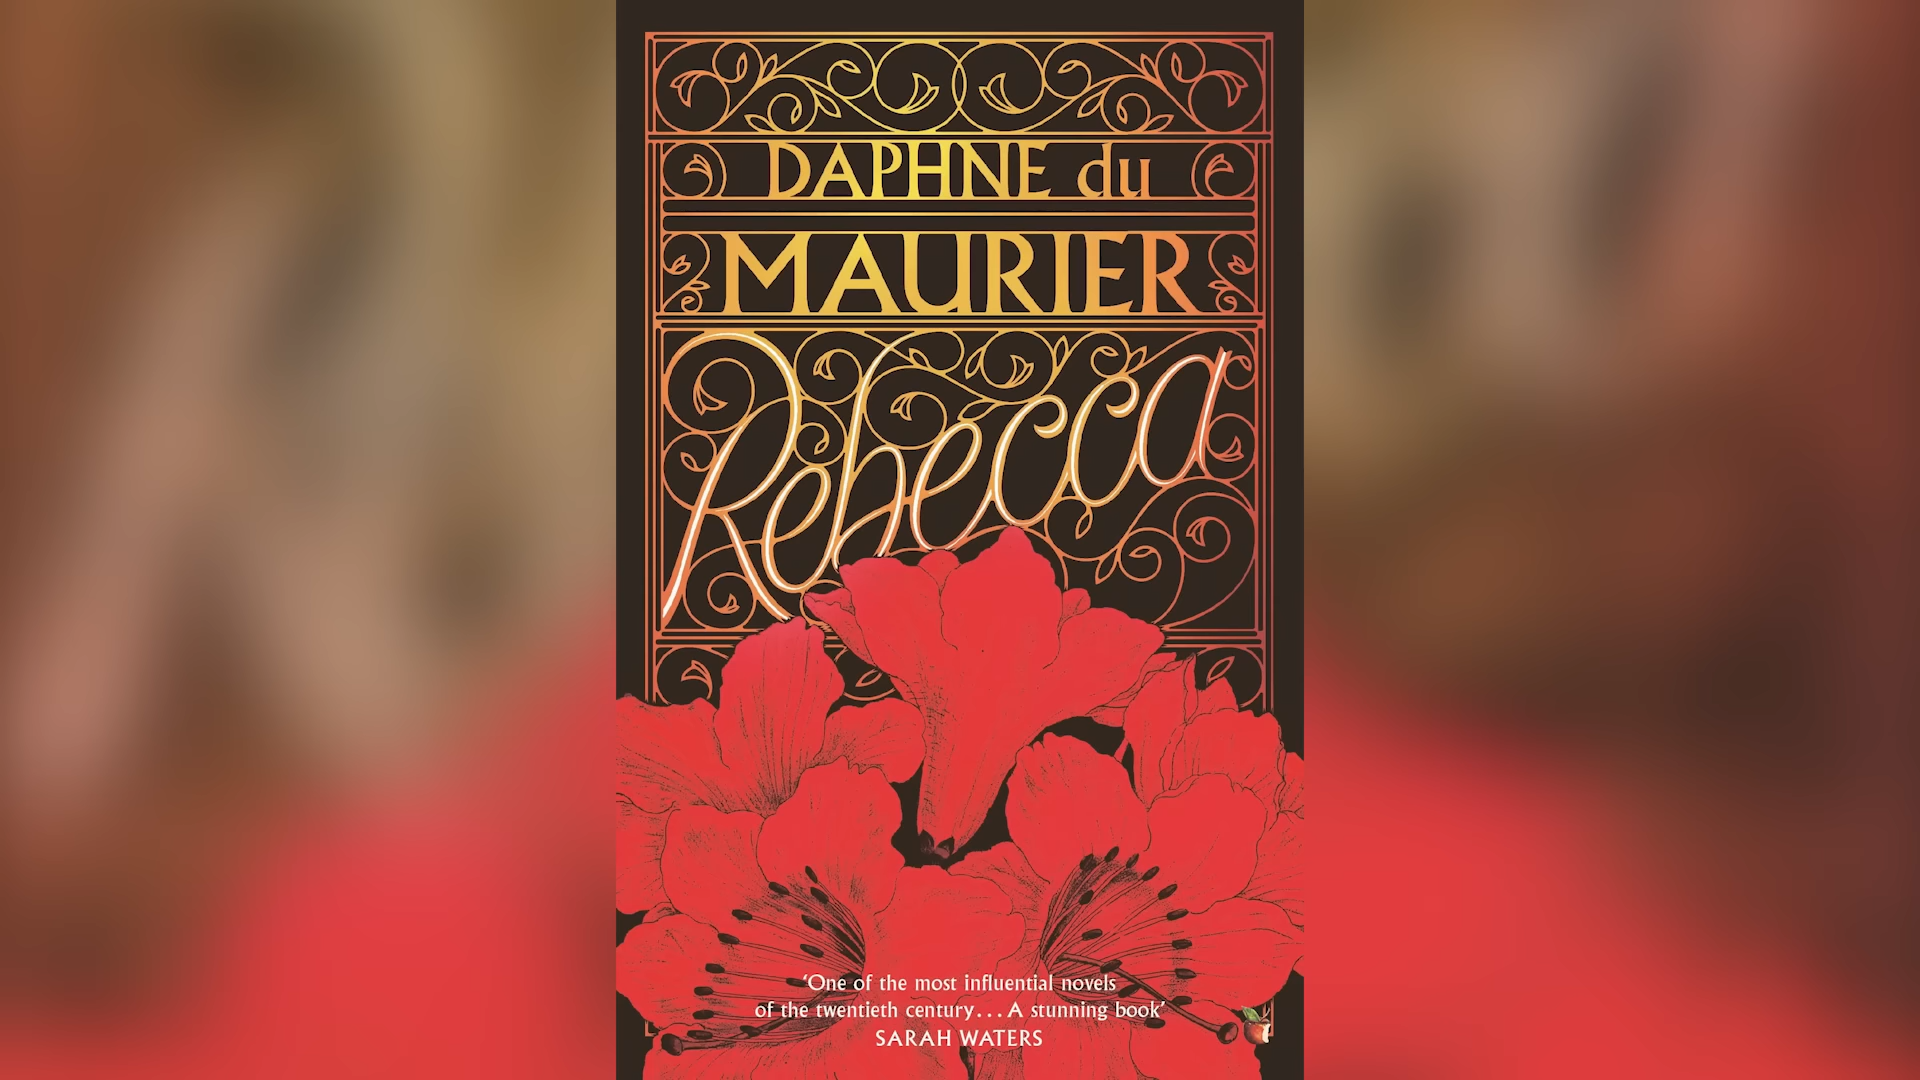 DAPHNE du
MAURIER
Rebecca
‘One of the most influential novels
of the twentieth century...A stunning book’
SARAH WATERS